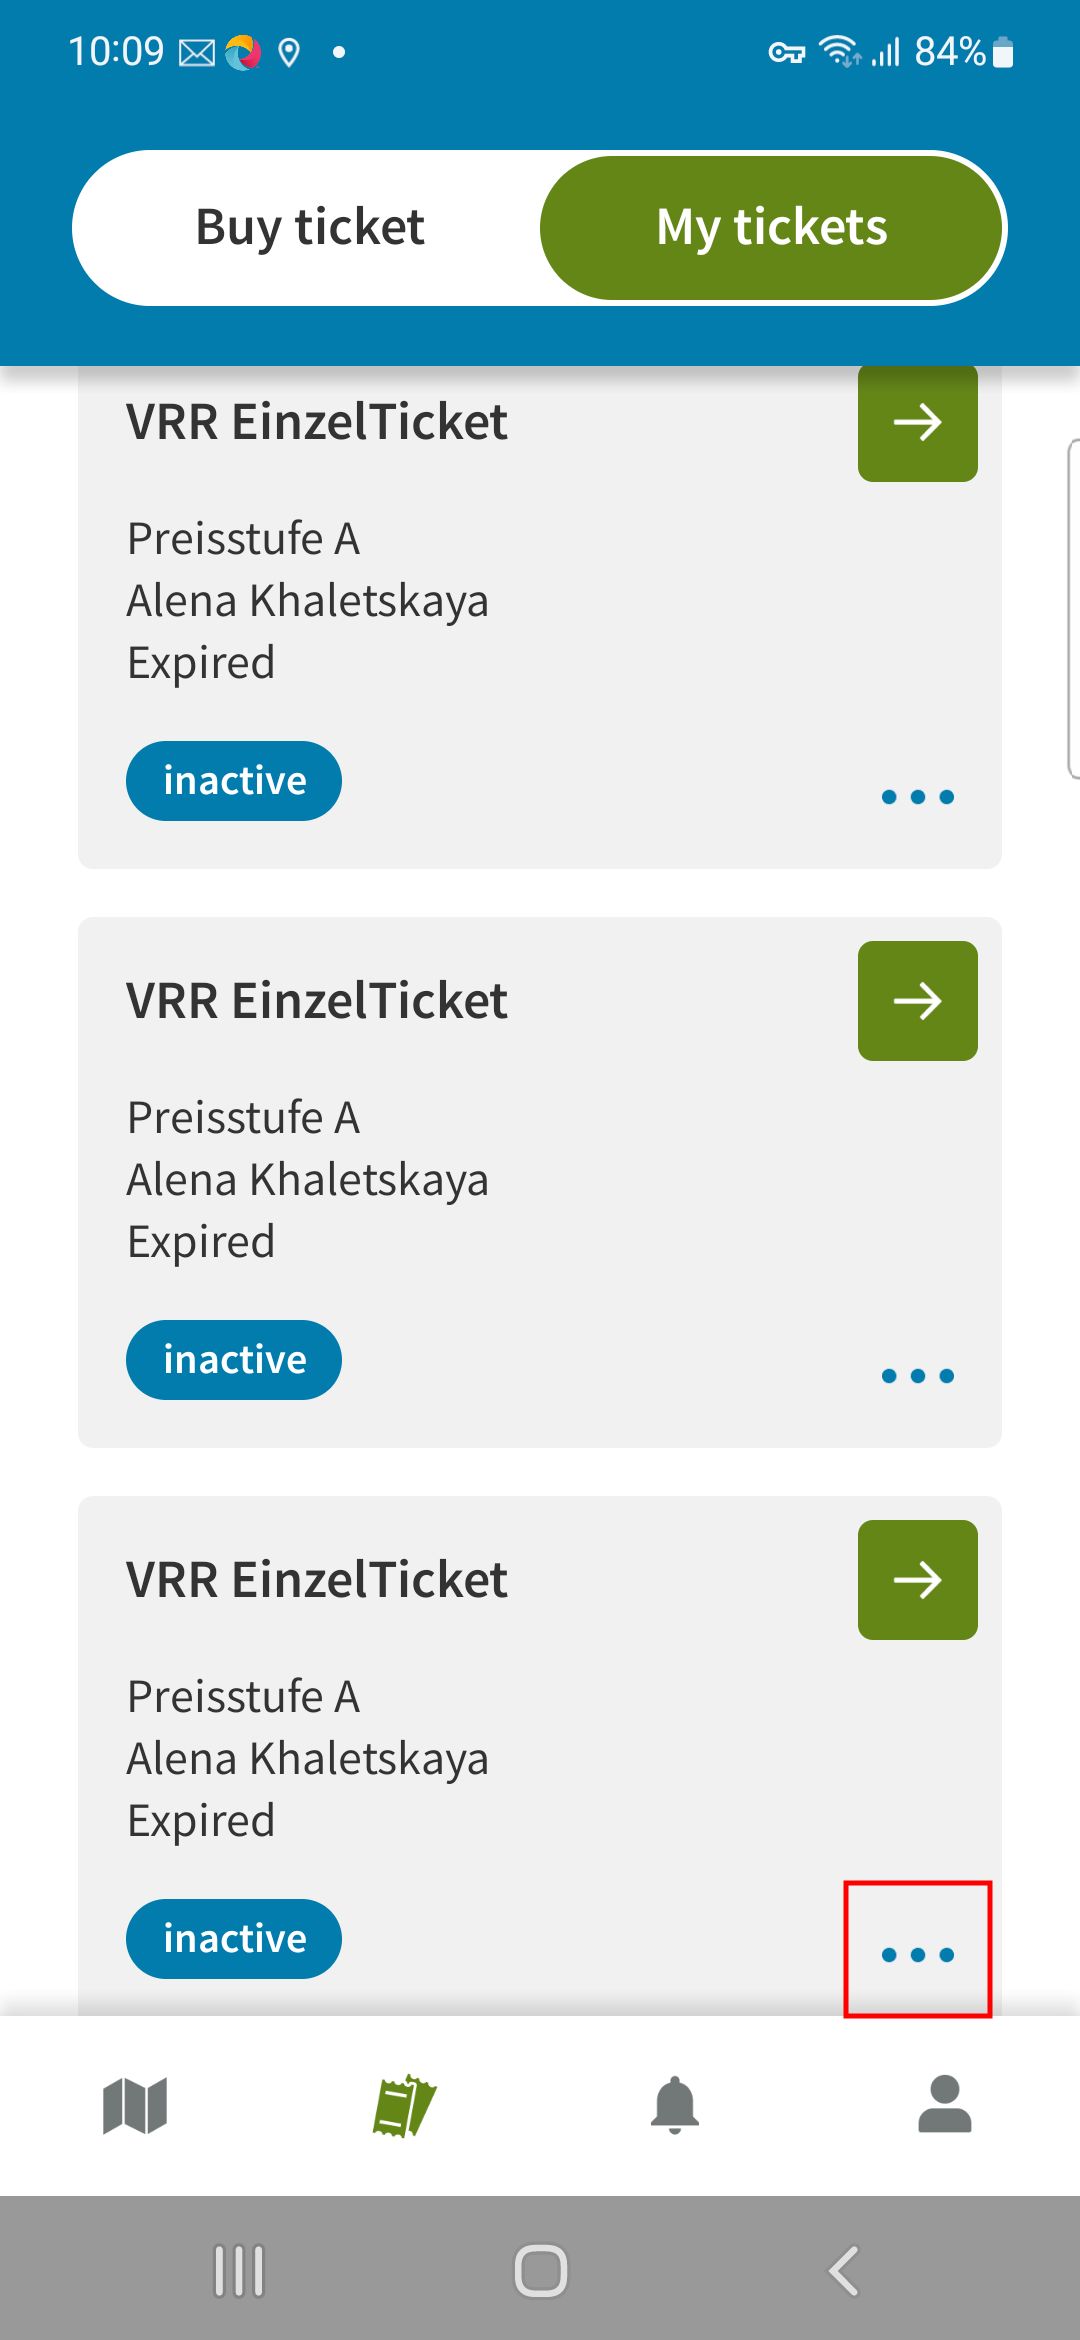 10:09
84%
Buy ticket
My tickets
VRR EinzelTicket
Preisstufe A
Alena Khaletskaya
Expired
inactive
VRR EinzelTicket
Preisstufe A
Alena Khaletskaya
Expired
inactive
VRR EinzelTicket
Preisstufe A
Alena Khaletskaya
Expired
inactive